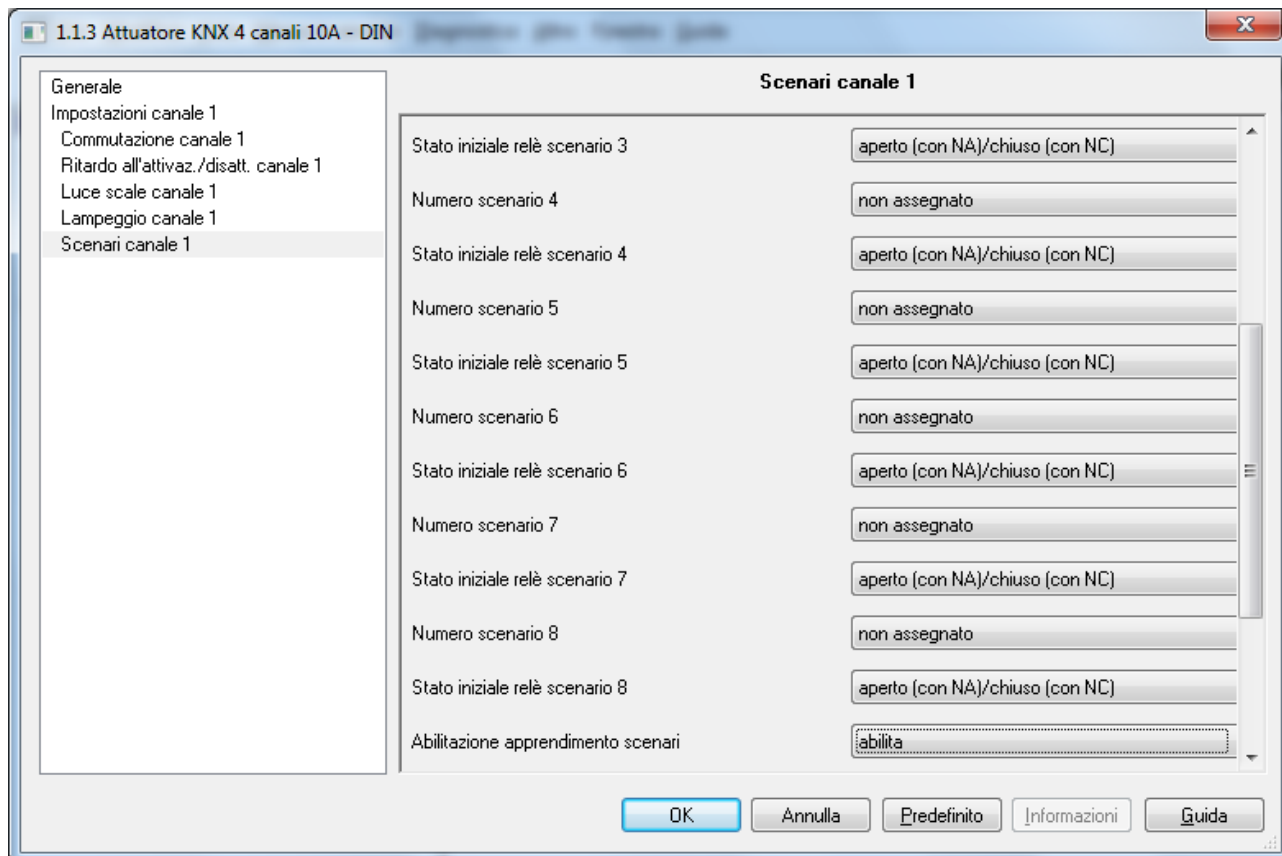 1.1.3 Attuatore KNX 4 canali 10A - DIN
Generale
Impostazioni canale 1
Commutazione canale 1
Ritardo all'attivaz./disatt. canale 1
Luce scale canale 1
Lampeggio canale 1
Scenari canale 1
Scenari canale 1
Stato iniziale relè scenario 3 aperto (con NA)/chiuso (con NC)
Numero scenario 4 non assegnato
Stato iniziale relè scenario 4 aperto (con NA)/chiuso (con NC)
Numero scenario 5 non assegnato
Stato iniziale relè scenario 5 aperto (con NA)/chiuso (con NC)
Numero scenario 6 non assegnato
Stato iniziale relè scenario 6 aperto (con NA)/chiuso (con NC)
Numero scenario 7 non assegnato
Stato iniziale relè scenario 7 aperto (con NA)/chiuso (con NC)
Numero scenario 8 non assegnato
Stato iniziale relè scenario 8 aperto (con NA)/chiuso (con NC)
Abilitazione apprendimento scenari abilita
OK Annulla Predefinito Informazioni Guida